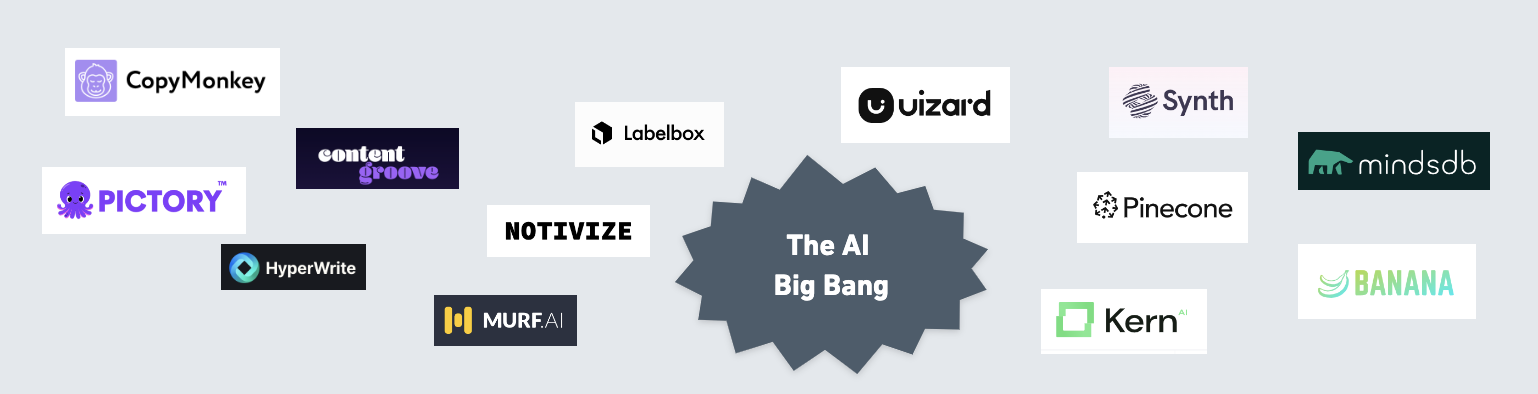 CopyMonkey
PICTORY™
content
groove
HyperWrite
NOTIVIZE
MURF.AI
Labelbox
The AI
Big Bang
uizard
Synth
Pinecone
Kern AI
mindsdb
BANANA